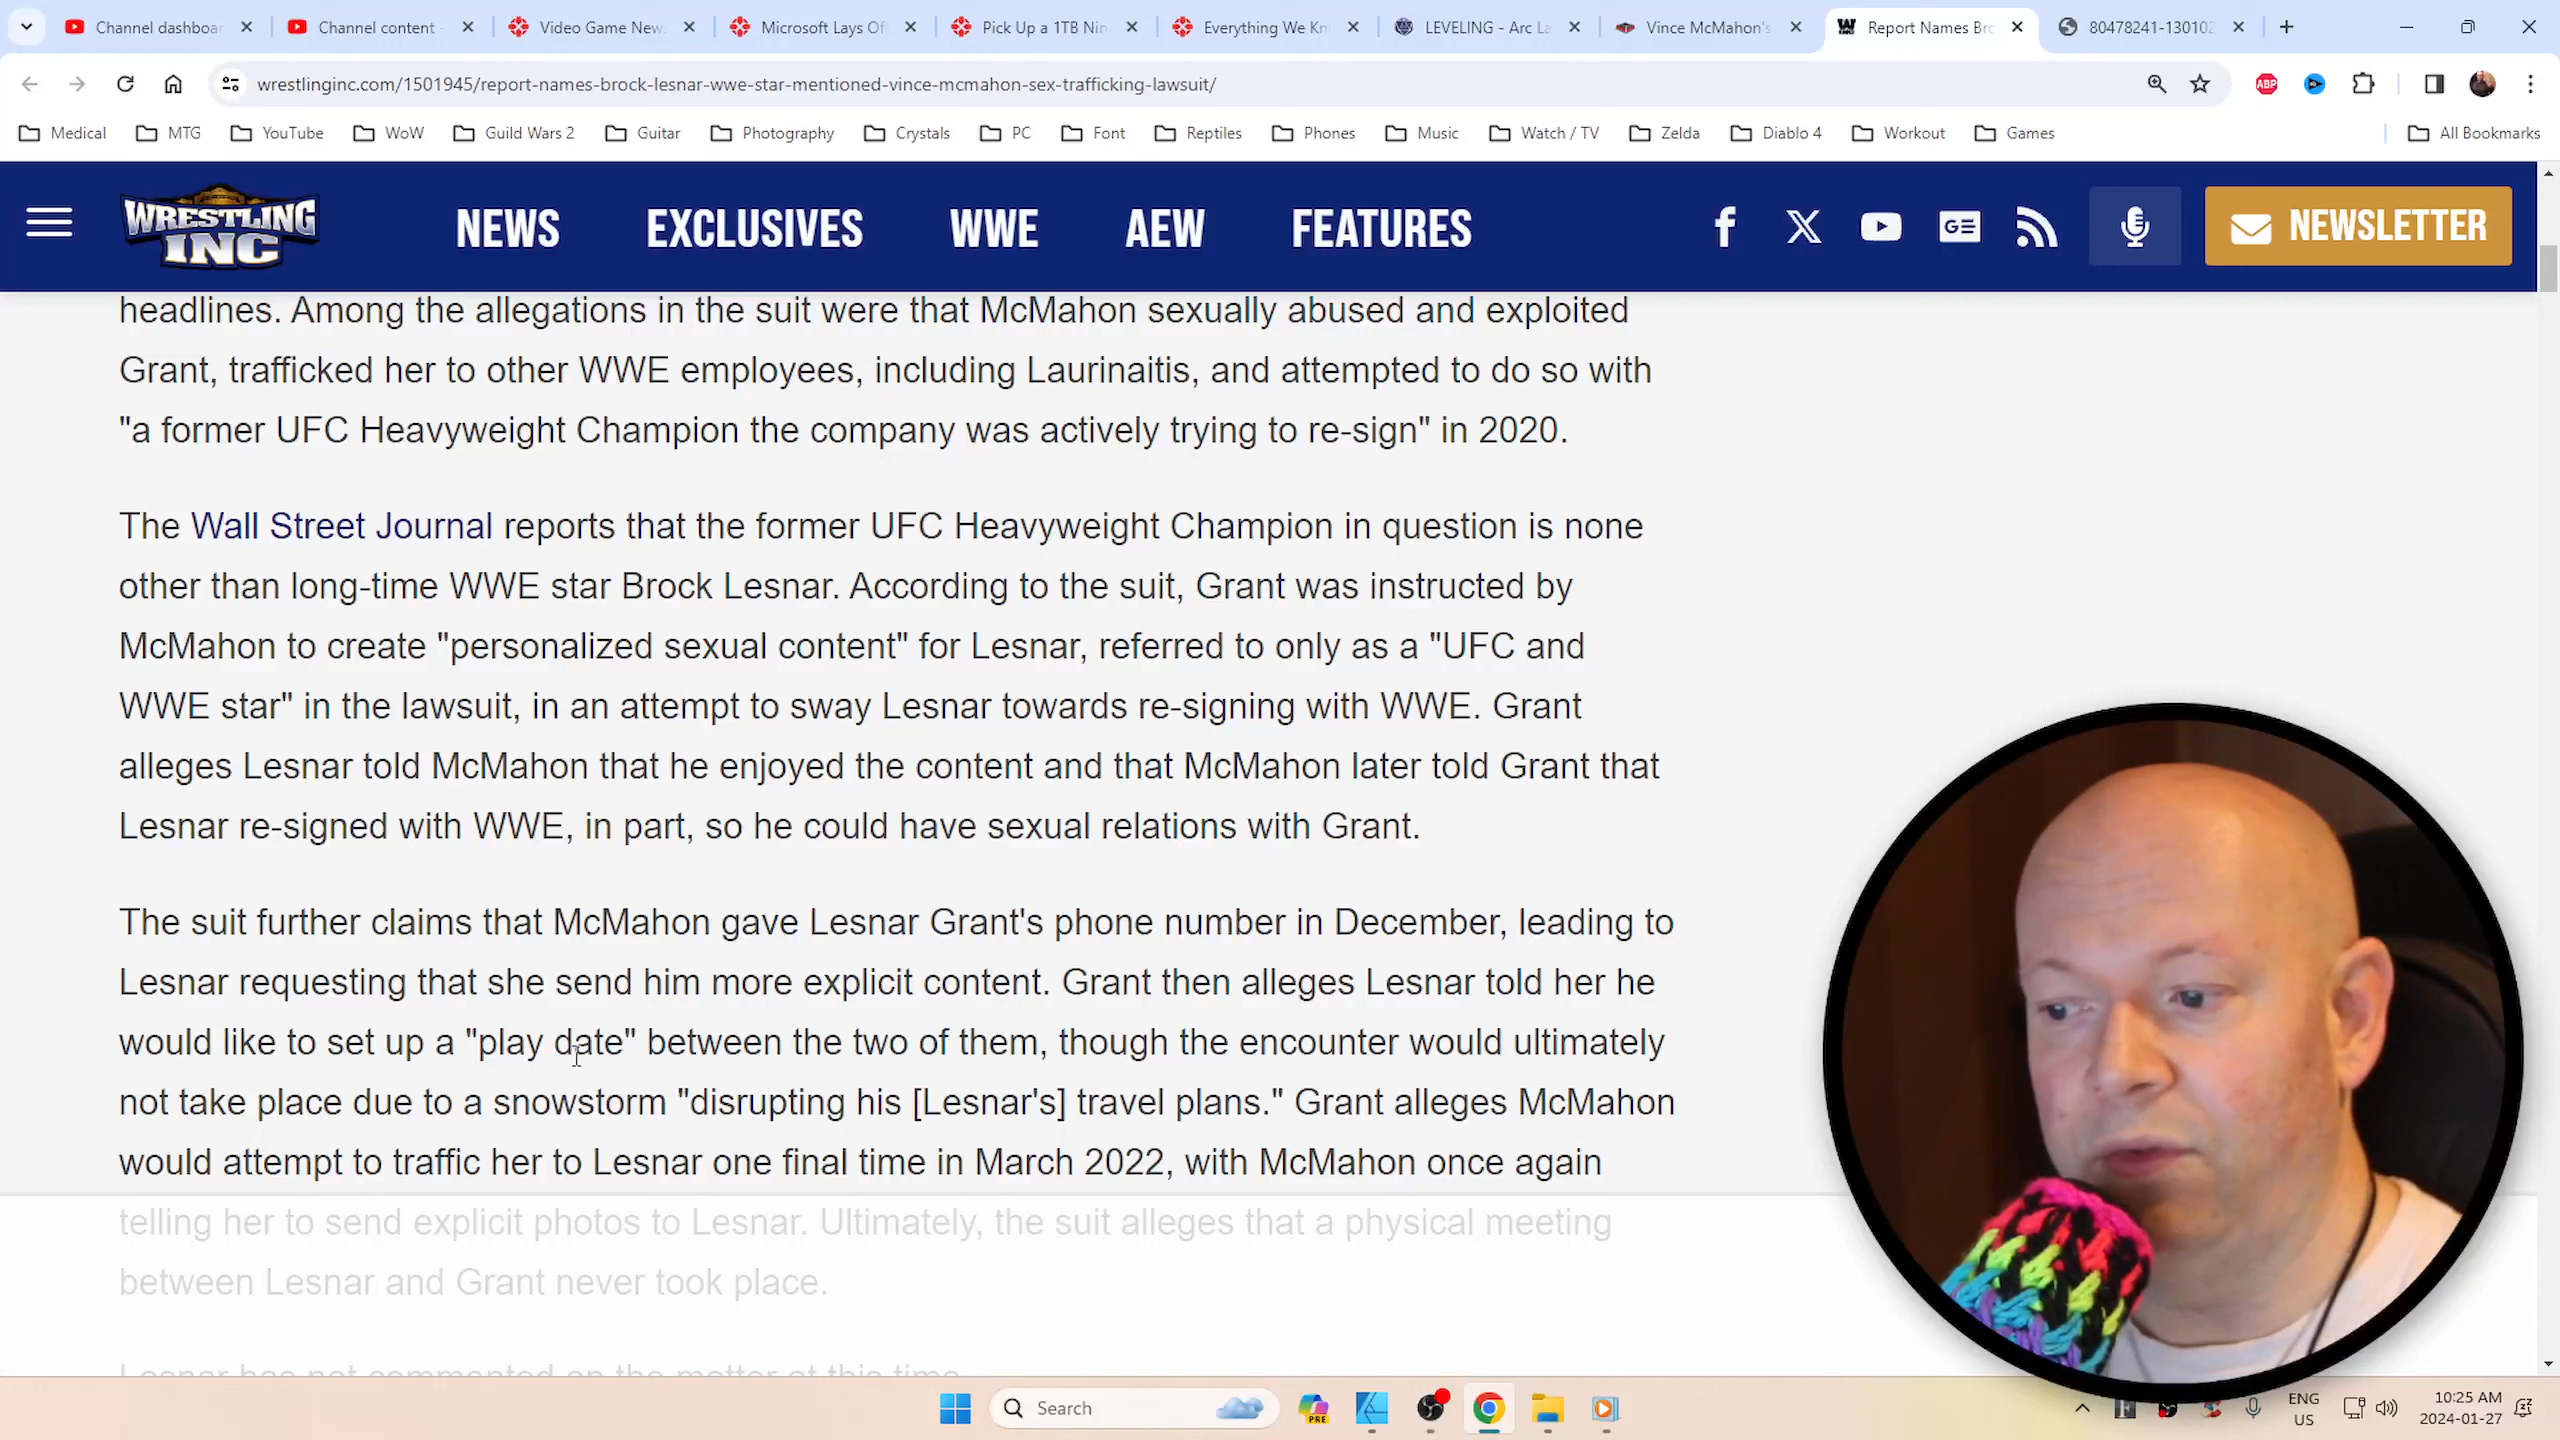 Channel dashboar
Channel content -
Video Game New
Microsoft Lays Of
Pick Up a 1TB Nin
Everything We Kn
LEVELING - Arc La
Vince McMahon's
Report Names Bro
80478241-130102
wrestlinginc.com/1501945/report-names-brock-lesnar-wwe-star-mentioned-vince-mcmahon-sex-trafficking-lawsuit/
ABP
Medical
MTG
YouTube
WoW
Guild Wars 2
Guitar
Photography
Crystals
PC
Font
Reptiles
Phones
Music
Watch / TV
Zelda
Diablo 4
Workout
Games
All Bookmarks
WRESTLING
INC
NEWS
EXCLUSIVES
WWE
AEW
FEATURES
NEWSLETTER
headlines. Among the allegations in the suit were that McMahon sexually abused and exploited
Grant, trafficked her to other WWE employees, including Laurinaitis, and attempted to do so with
"a former UFC Heavyweight Champion the company was actively trying to re-sign" in 2020.
The Wall Street Journal reports that the former UFC Heavyweight Champion in question is none
other than long-time WWE star Brock Lesnar. According to the suit, Grant was instructed by
McMahon to create "personalized sexual content" for Lesnar, referred to only as a "UFC and
WWE star" in the lawsuit, in an attempt to sway Lesnar towards re-signing with WWE. Grant
alleges Lesnar told McMahon that he enjoyed the content and that McMahon later told Grant that
Lesnar re-signed with WWE, in part, so he could have sexual relations with Grant.
The suit further claims that McMahon gave Lesnar Grant's phone number in December, leading to
Lesnar requesting that she send him more explicit content. Grant then alleges Lesnar told her he
would like to set up a "play date" between the two of them, though the encounter would ultimately
not take place due to a snowstorm "disrupting his [Lesnar's] travel plans." Grant alleges McMahon
would attempt to traffic her to Lesnar one final time in March 2022, with McMahon once again
telling her to send explicit photos to Lesnar. Ultimately, the suit alleges that a physical meeting
between Lesnar and Grant never took place.
Lesnar has not commented on the matter at this time.
Search
PRE
ENG
US
10:25 AM
2024-01-27